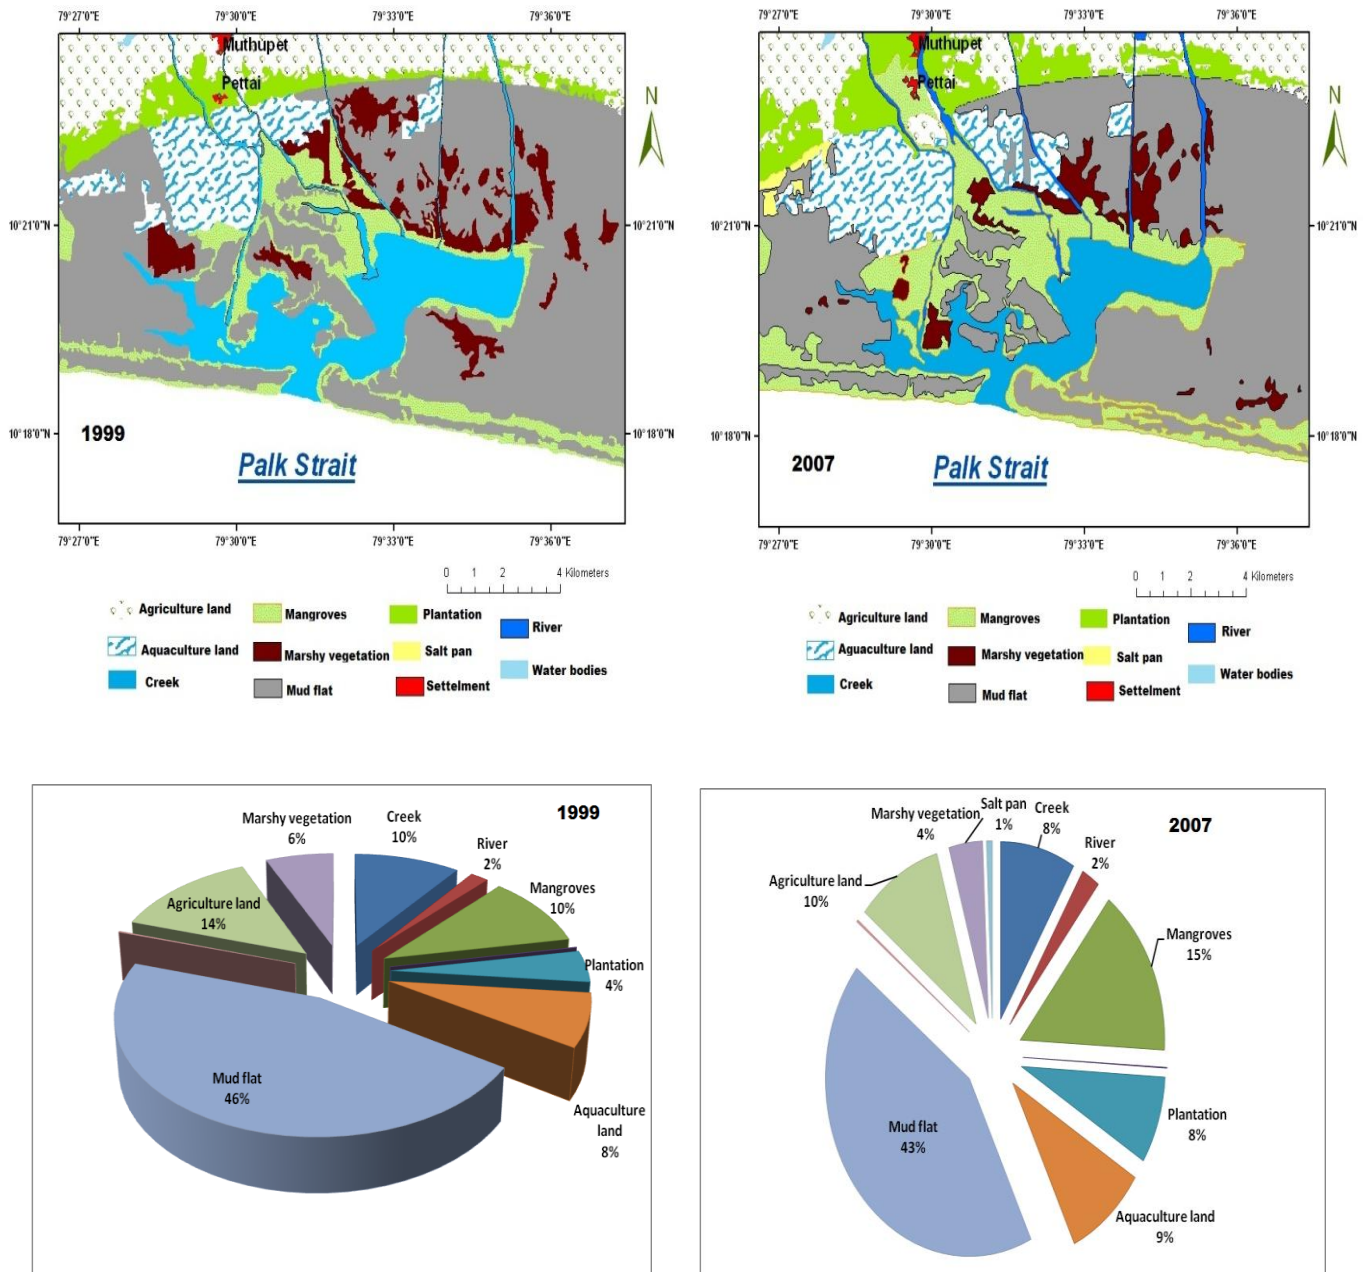 79°27'0"E
79°30'0"E
79°33'0"E
79°36'0"E
Muthupet
Pettai
N
10°21'0"N
10°21'0"N
10°18'0"N
10°18'0"N
1999
Palk Strait
79°27'0"E
79°30'0"E
79°33'0"E
79°36'0"E
0 1 2 4 Kilometers
Agriculture land
Mangroves
Plantation
River
Aquaculture land
Marshy vegetation
Salt pan
Water bodies
Creek
Mud flat
Settelment
79°27'0"E
79°30'0"E
79°33'0"E
79°36'0"E
Muthupet
Pettai
N
10°21'0"N
10°21'0"N
10°18'0"N
10°18'0"N
2007
Palk Strait
79°27'0"E
79°30'0"E
79°33'0"E
79°36'0"E
0 1 2 4 Kilometers
Agriculture land
Mangroves
Plantation
River
Aguaculture land
Marshy vegetation
Salt pan
Water bodies
Creek
Mud flat
Settlement
1999
Marshy vegetation
6%
Creek
10%
River
2%
Mangroves
10%
Agriculture land
14%
Plantation
4%
Mud flat
46%
Aquaculture
land
8%
2007
Marshy vegetation
4%
Salt pan
1%
Creek
8%
River
2%
Agriculture land
10%
Mangroves
15%
Plantation
8%
Mud flat
43%
Aquaculture land
9%